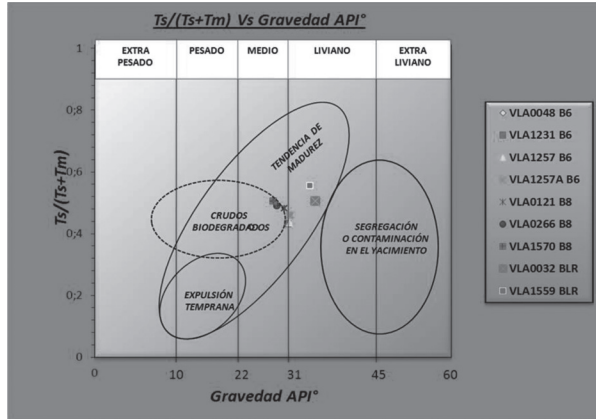 Ts/(Ts+Tm) Vs Gravedad API°
EXTRA PESADO
PESADO
MEDIO
LIVIANO
EXTRA LIVIANO
1
0;8
0;6
0;4
0;2
0
Ts/(Ts+Tm)
TENDENCIA DE
MADUREZ
CRUDOS
BIODEGRADADOS
EXPULSIÓN
TEMPRANA
SEGREGACIÓN
O CONTAMINACIÓN
EN EL YACIMIENTO
0 10 22 31 45 60
Gravedad API°
VLA0048 B6
VLA1231 B6
VLA1257 B6
VLA1257A B6
VLA0121 B8
VLA0266 B8
VLA1570 B8
VLA0032 BLR
VLA1559 BLR